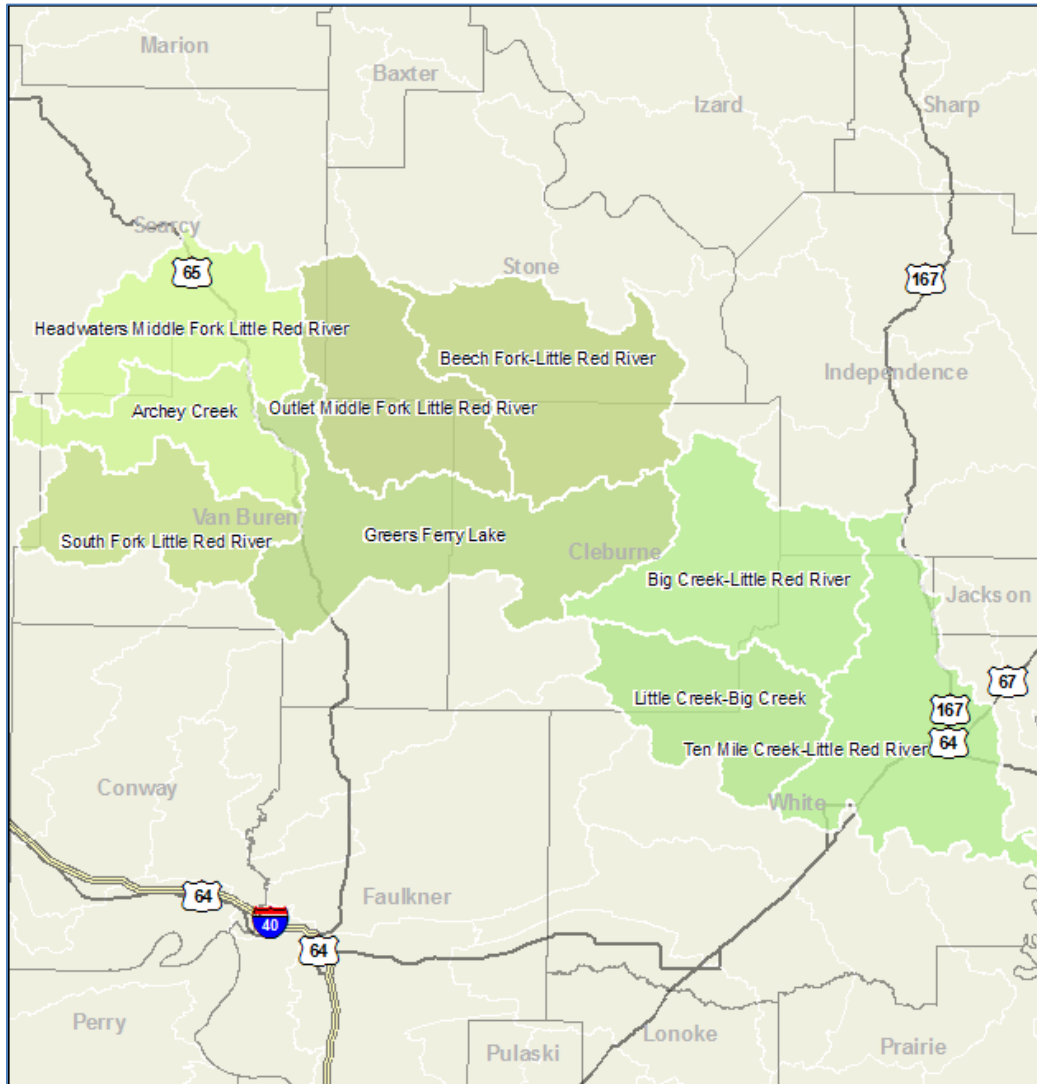 Marion
Baxter
Izard
Sharp
Searcy
65
Stone
167
Headwaters Middle Fork Little Red River
Beech Fork-Little Red River
Independence
Archey Creek
Outlet Middle Fork Little Red River
Van Buren
South Fork Little Red River
Greers Ferry Lake
Cleburne
Big Creek-Little Red River
Jackson
67
Little Creek-Big Creek
167
64
Ten Mile Creek-Little Red River
Conway
White
64
Faulkner
40
64
Perry
Lonoke
Pulaski
Prairie